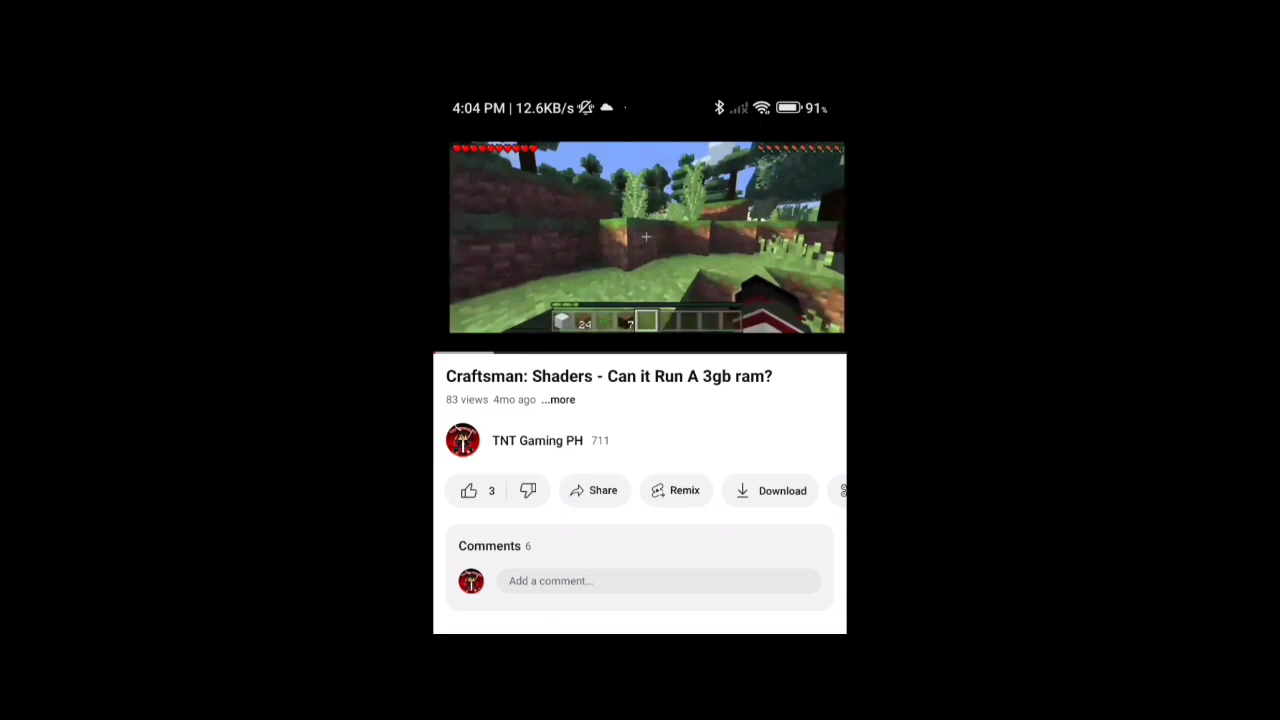 4:04 PM | 12.6KB/s 91%
24 7
Craftsman: Shaders - Can it Run A 3gb ram?
83 views 4mo ago ...more
TNT Gaming PH 711
3 Share Remix Download
Comments 6
Add a comment...